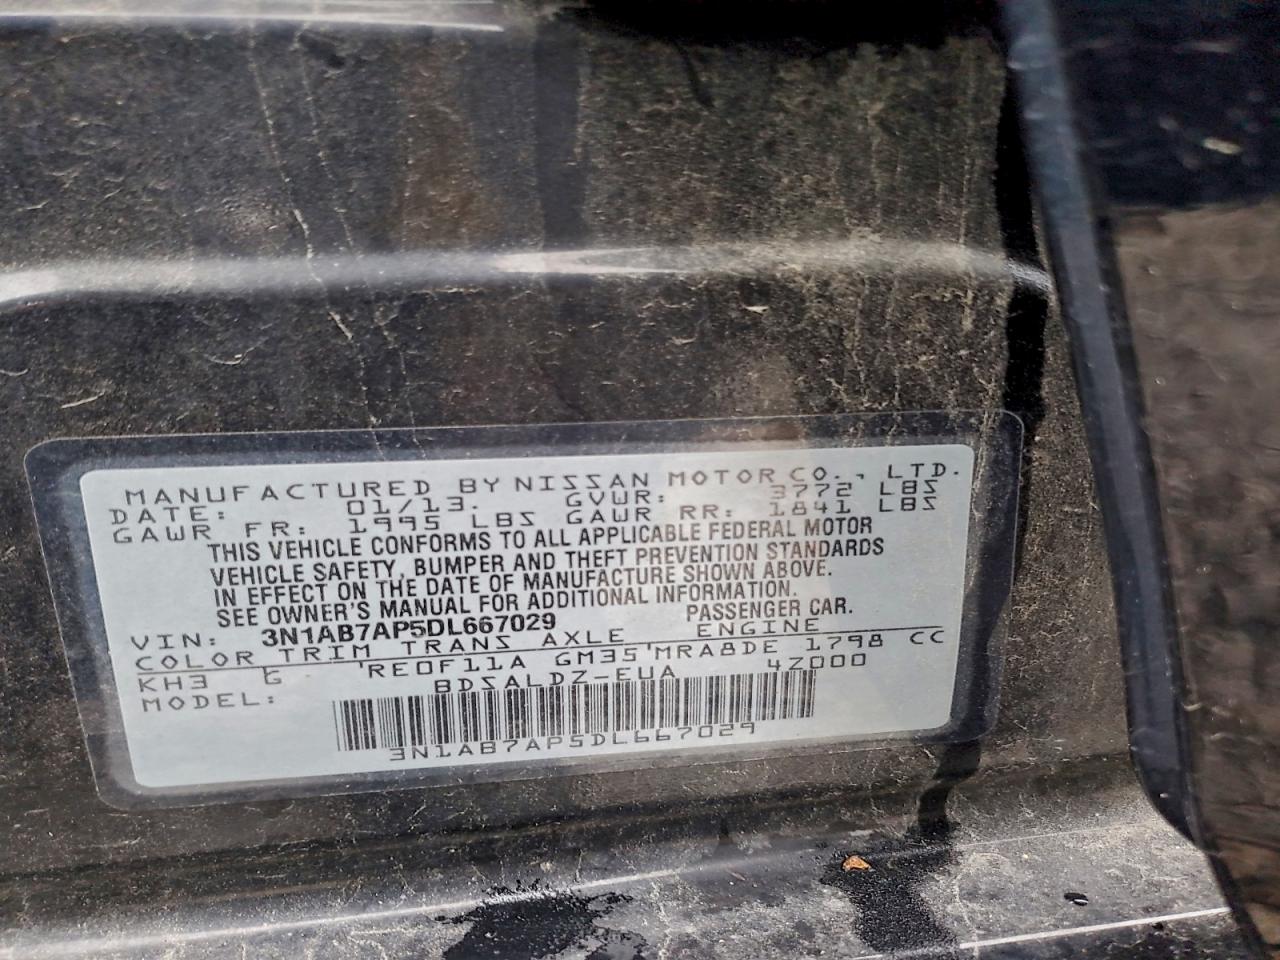 MANUFACTURED BY NISSAN MOTOR CO., LTD.
DATE: 01/13. GVWR: 3772 LBS
GAWR FR: 1995 LBS GAWR RR: 1841 LBS
THIS VEHICLE CONFORMS TO ALL APPLICABLE FEDERAL MOTOR
VEHICLE SAFETY, BUMPER AND THEFT PREVENTION STANDARDS
IN EFFECT ON THE DATE OF MANUFACTURE SHOWN ABOVE.
SEE OWNER'S MANUAL FOR ADDITIONAL INFORMATION.
VIN: 3N1AB7AP5DL667029 PASSENGER CAR.
COLOR TRIM TRANS AXLE ENGINE
KH3 G 'RE0F11A GM35'MRA8DE 1798 CC
MODEL: BDSALDZ-EUA 4Z000
3N1AB7AP5DL667029